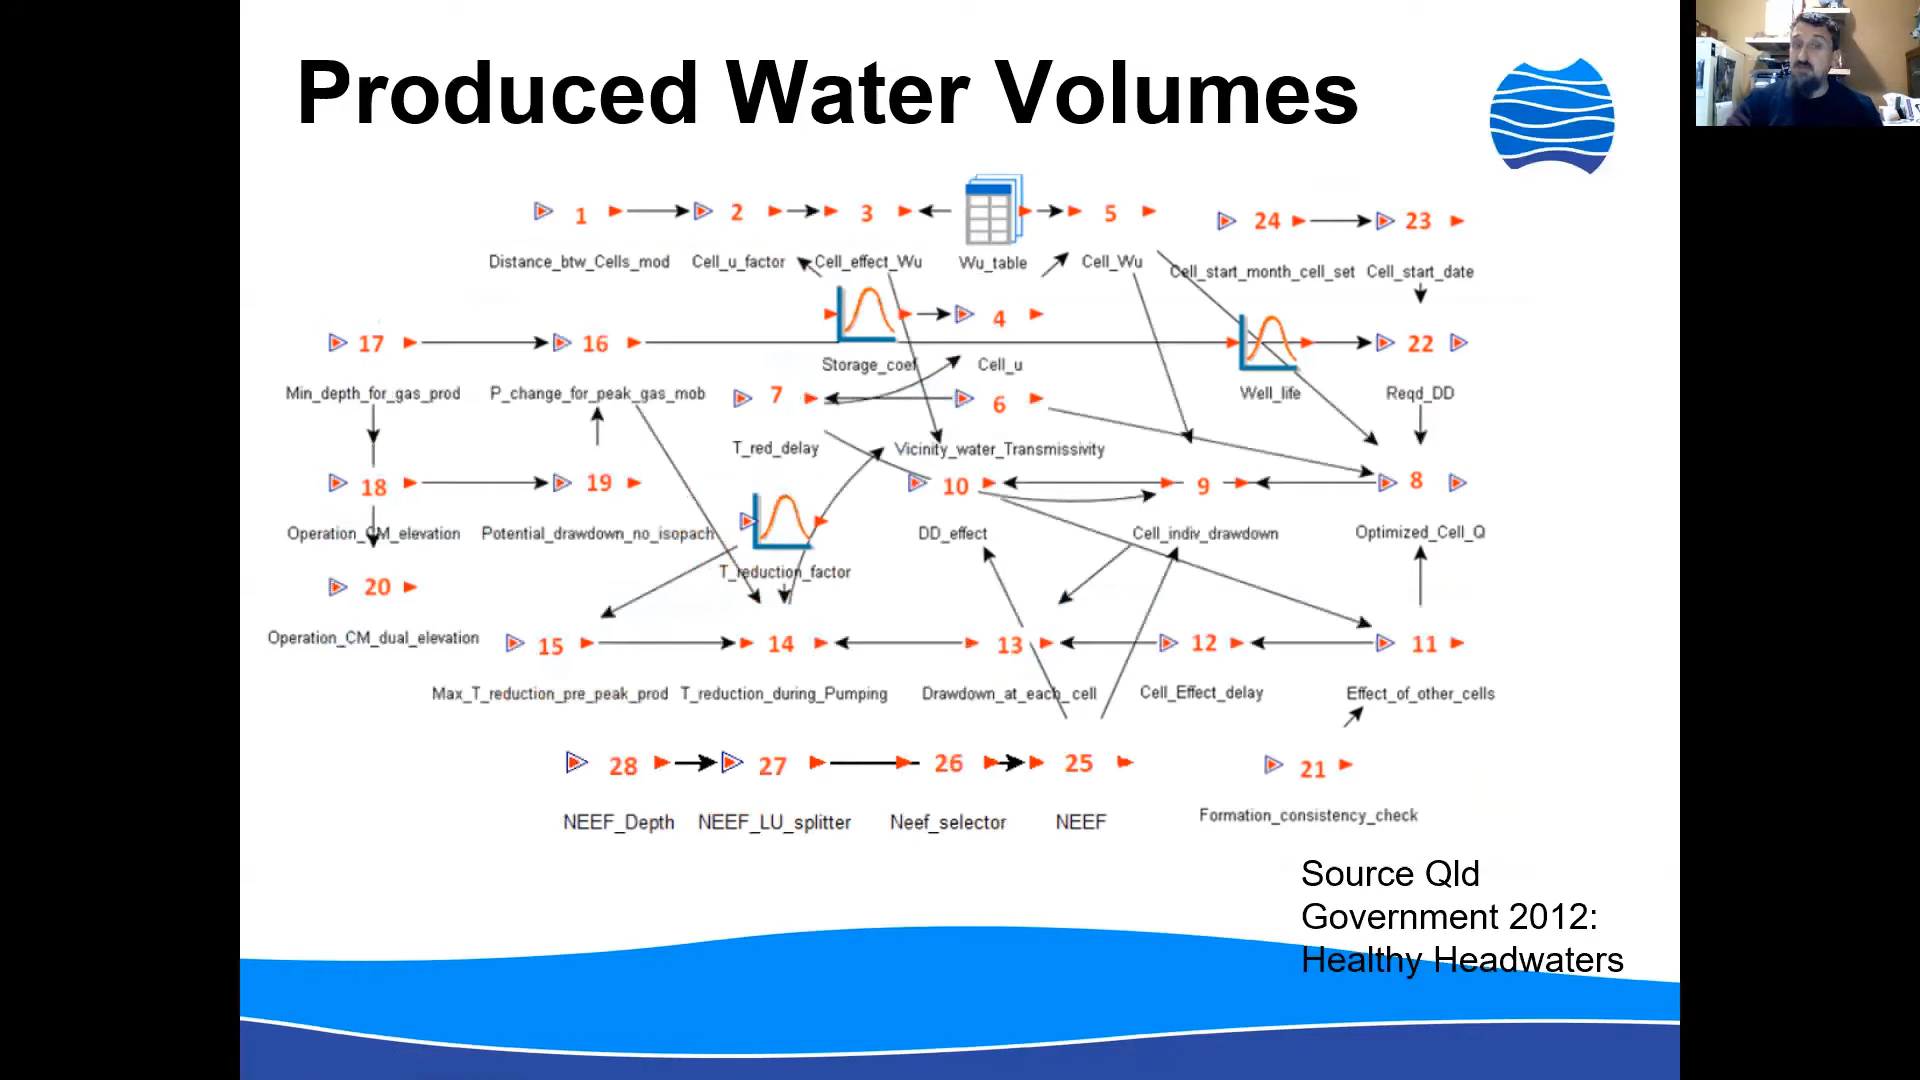 Produced Water Volumes
1
2
3
5
24
23
Distance_btw_Cells_mod
Cell_u_factor
Cell_effect_Wu
Wu_table
Cell_Wu
Cell_start_month_cell_set
Cell_start_date
4
17
16
22
Storage_coef
Cell_u
Min_depth_for_gas_prod
P_change_for_peak_gas_mob
7
6
Well_life
Reqd_DD
T_red_delay
Vicinity_water_Transmissivity
18
19
10
9
8
Operation_CM_elevation
Potential_drawdown_no_isopach
DD_effect
Cell_indiv_drawdown
Optimized_Cell_Q
T_reduction_factor
20
Operation_CM_dual_elevation
15
14
13
12
11
Max_T_reduction_pre_peak_prod
T_reduction_during_Pumping
Drawdown_at_each_cell
Cell_Effect_delay
Effect_of_other_cells
28
27
26
25
21
NEEF_Depth
NEEF_LU_splitter
Neef_selector
NEEF
Formation_consistency_check
Source Qld
Government 2012:
Healthy Headwaters